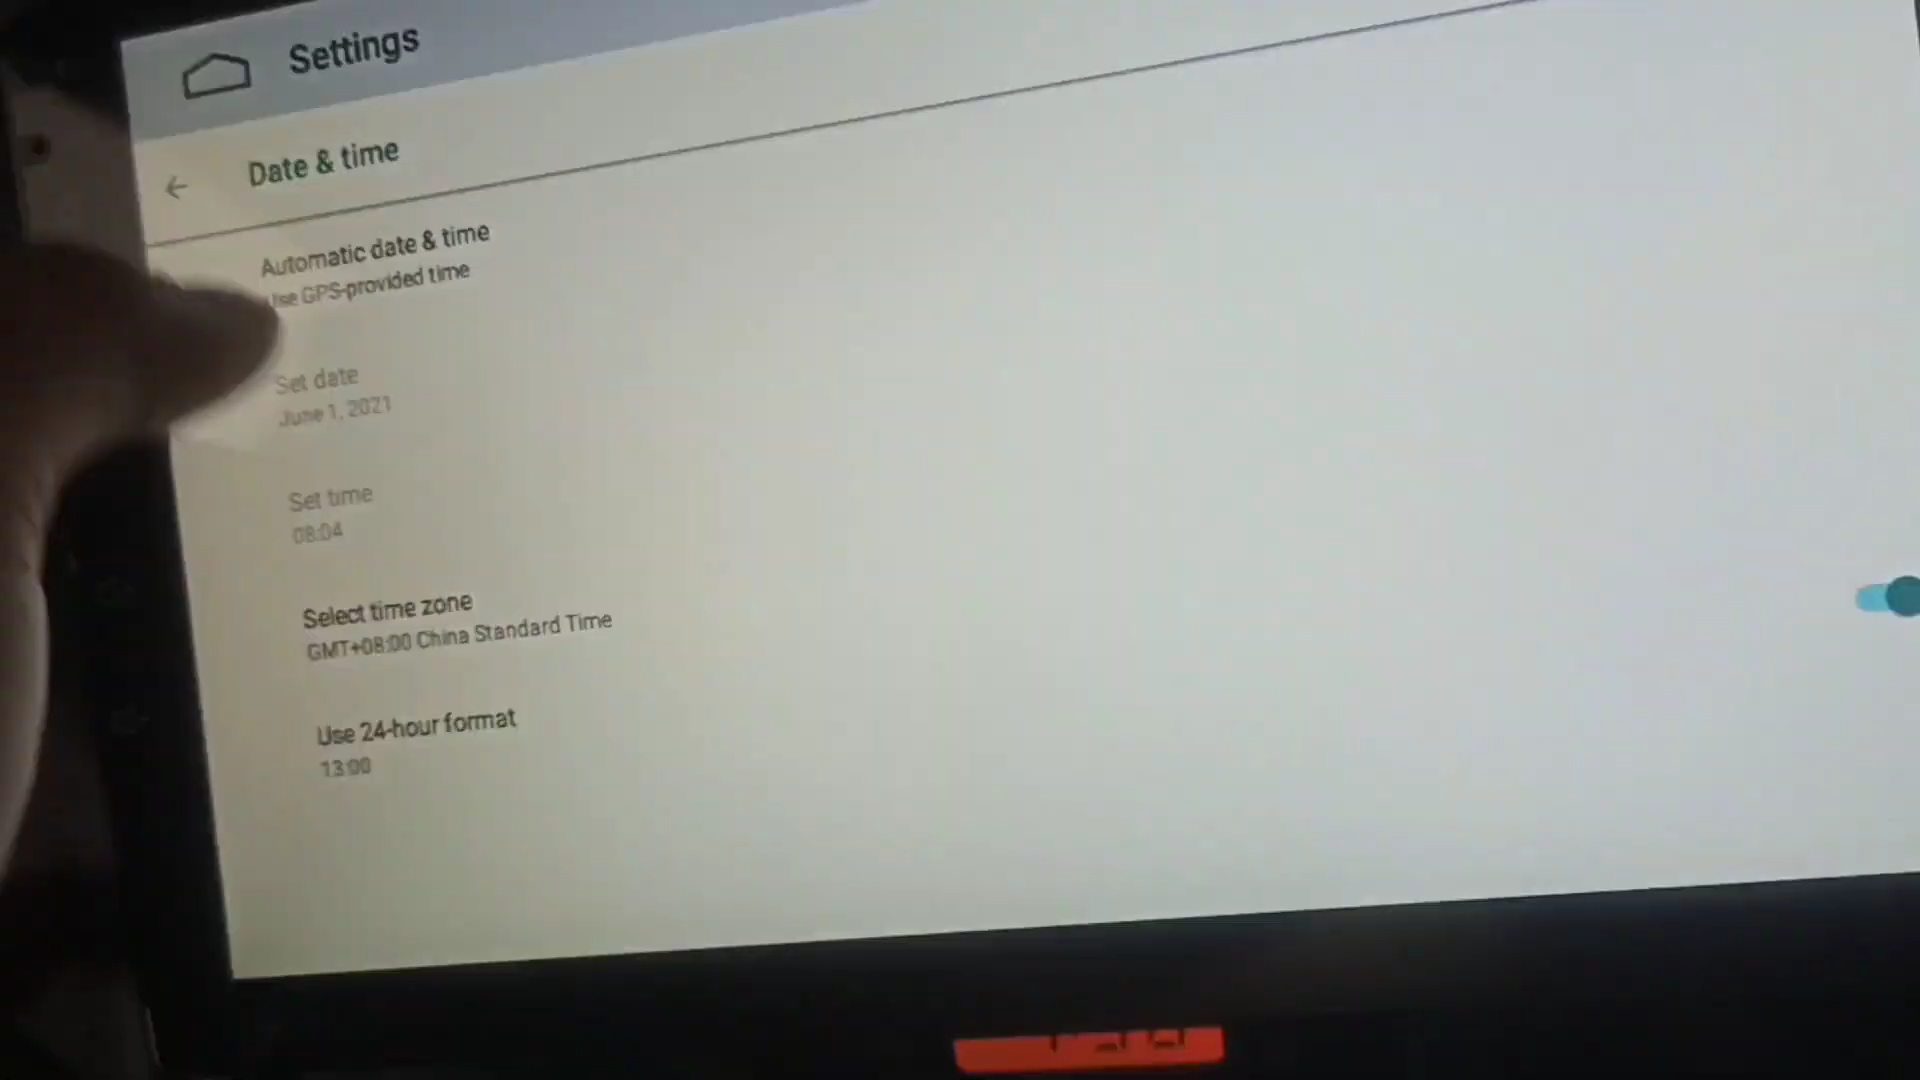 Settings
Date & time
Automatic date & time
Use GPS-provided time
Set date
June 1, 2021
Set time
08:04
Select time zone
GMT+08:00 China Standard Time
Use 24-hour format
13:00